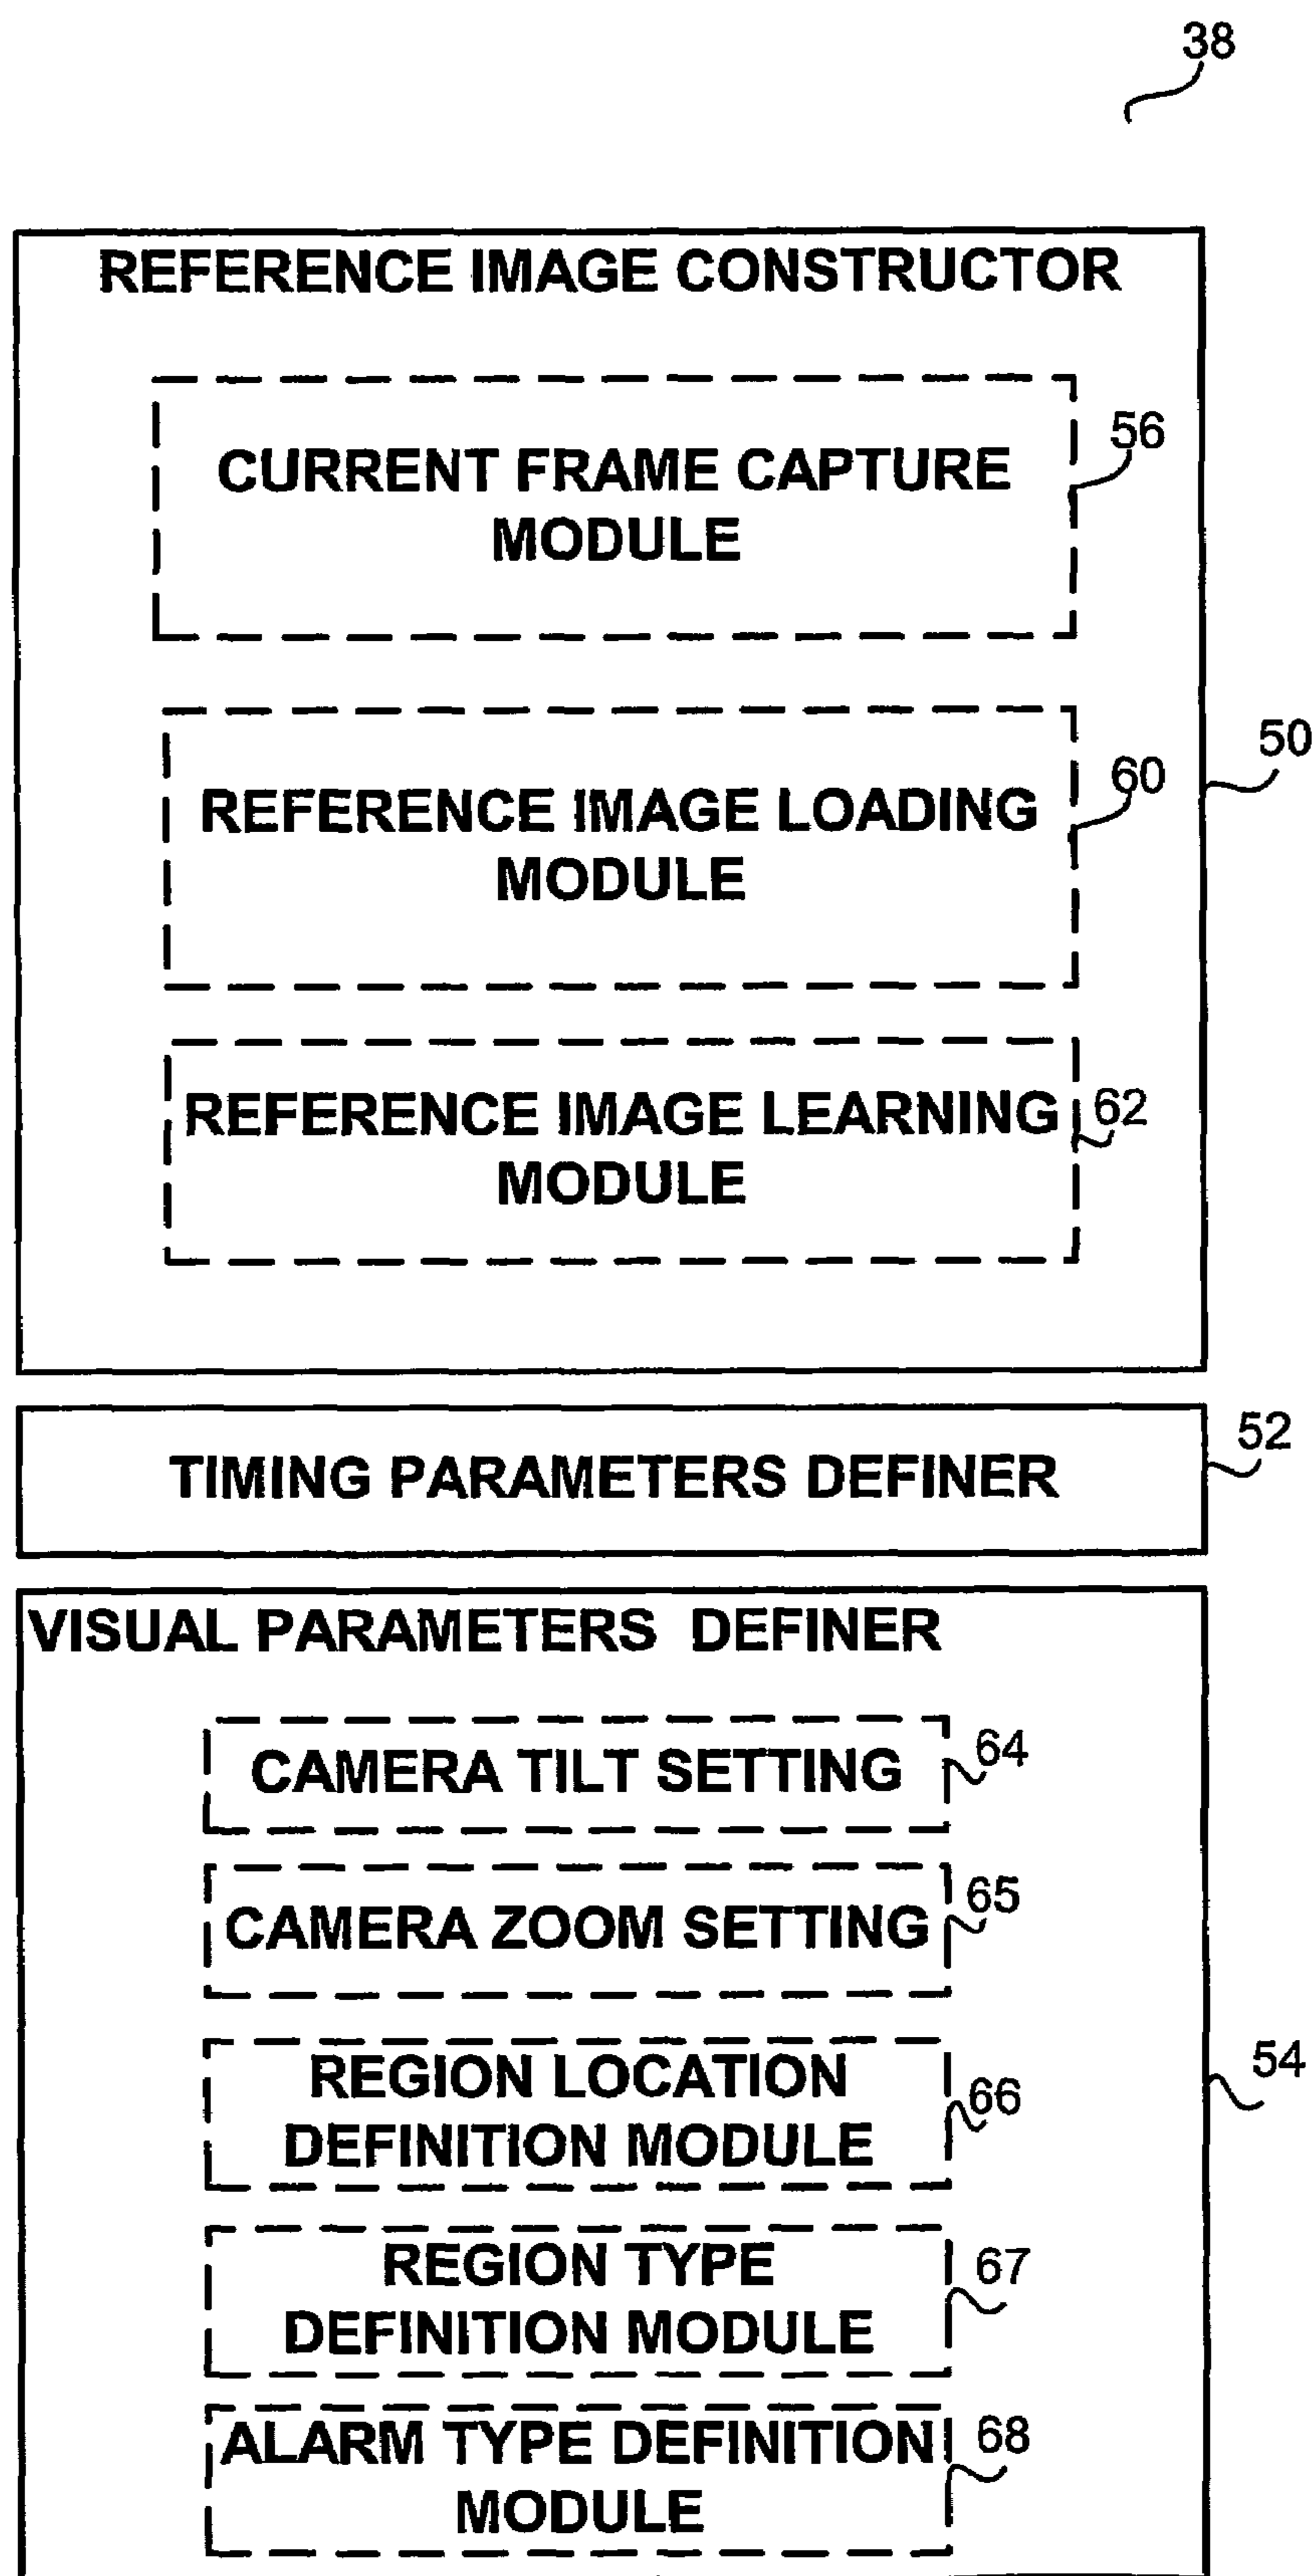 38
REFERENCE IMAGE CONSTRUCTOR
CURRENT FRAME CAPTURE
MODULE
56
REFERENCE IMAGE LOADING
MODULE
60
50
REFERENCE IMAGE LEARNING
MODULE
62
TIMING PARAMETERS DEFINER
52
VISUAL PARAMETERS DEFINER
CAMERA TILT SETTING
64
CAMERA ZOOM SETTING
65
REGION LOCATION
DEFINITION MODULE
66
54
REGION TYPE
DEFINITION MODULE
67
ALARM TYPE DEFINITION
MODULE
68